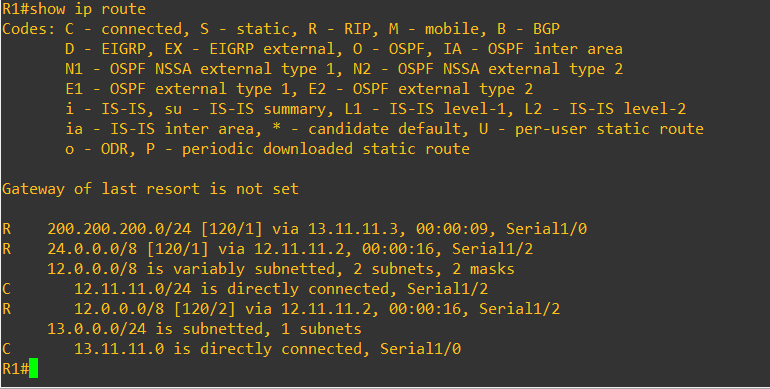 R1#show ip route
Codes: C - connected, S - static, R - RIP, M - mobile, B - BGP
       D - EIGRP, EX - EIGRP external, O - OSPF, IA - OSPF inter area
       N1 - OSPF NSSA external type 1, N2 - OSPF NSSA external type 2
       E1 - OSPF external type 1, E2 - OSPF external type 2
       i - IS-IS, su - IS-IS summary, L1 - IS-IS level-1, L2 - IS-IS level-2
       ia - IS-IS inter area, * - candidate default, U - per-user static route
       o - ODR, P - periodic downloaded static route
Gateway of last resort is not set
R    200.200.200.0/24 [120/1] via 13.11.11.3, 00:00:09, Serial1/0
R    24.0.0.0/8 [120/1] via 12.11.11.2, 00:00:16, Serial1/2
     12.0.0.0/8 is variably subnetted, 2 subnets, 2 masks
C       12.11.11.0/24 is directly connected, Serial1/2
R       12.0.0.0/8 [120/2] via 12.11.11.2, 00:00:16, Serial1/2
     13.0.0.0/24 is subnetted, 1 subnets
C       13.11.11.0 is directly connected, Serial1/0
R1#